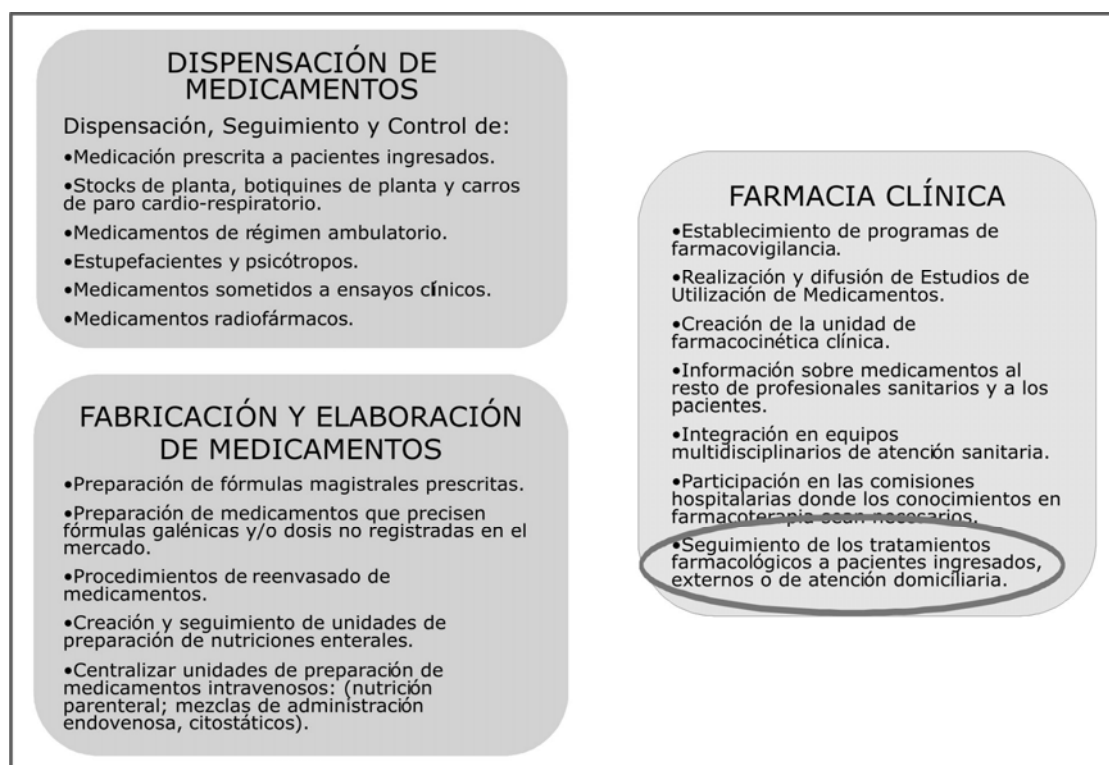 DISPENSACIÓN DE
MEDICAMENTOS
Dispensación, Seguimiento y Control de:
•Medicación prescrita a pacientes ingresados.
•Stocks de planta, botiquines de planta y carros
de paro cardio-respiratorio.
•Medicamentos de régimen ambulatorio.
•Estupefacientes y psicótropos.
•Medicamentos sometidos a ensayos clínicos.
•Medicamentos radiofármacos.
FABRICACIÓN Y ELABORACIÓN
DE MEDICAMENTOS
•Preparación de fórmulas magistrales prescritas.
•Preparación de medicamentos que precisen
fórmulas galénicas y/o dosis no registradas en el
mercado.
•Procedimientos de reenvasado de
medicamentos.
•Creación y seguimiento de unidades de
preparación de nutriciones enterales.
•Centralizar unidades de preparación de
medicamentos intravenosos: (nutrición
parenteral; mezclas de administración
endovenosa, citostáticos).
FARMACIA CLÍNICA
•Establecimiento de programas de
farmacovigilancia.
•Realización y difusión de Estudios de
Utilización de Medicamentos.
•Creación de la unidad de
farmacocinética clínica.
•Información sobre medicamentos al
resto de profesionales sanitarios y a los
pacientes.
•Integración en equipos
multidisciplinarios de atención sanitaria.
•Participación en las comisiones
hospitalarias donde los conocimientos en
farmacoterapia sean necesarios.
•Seguimiento de los tratamientos
farmacológicos a pacientes ingresados,
externos o de atención domiciliaria.